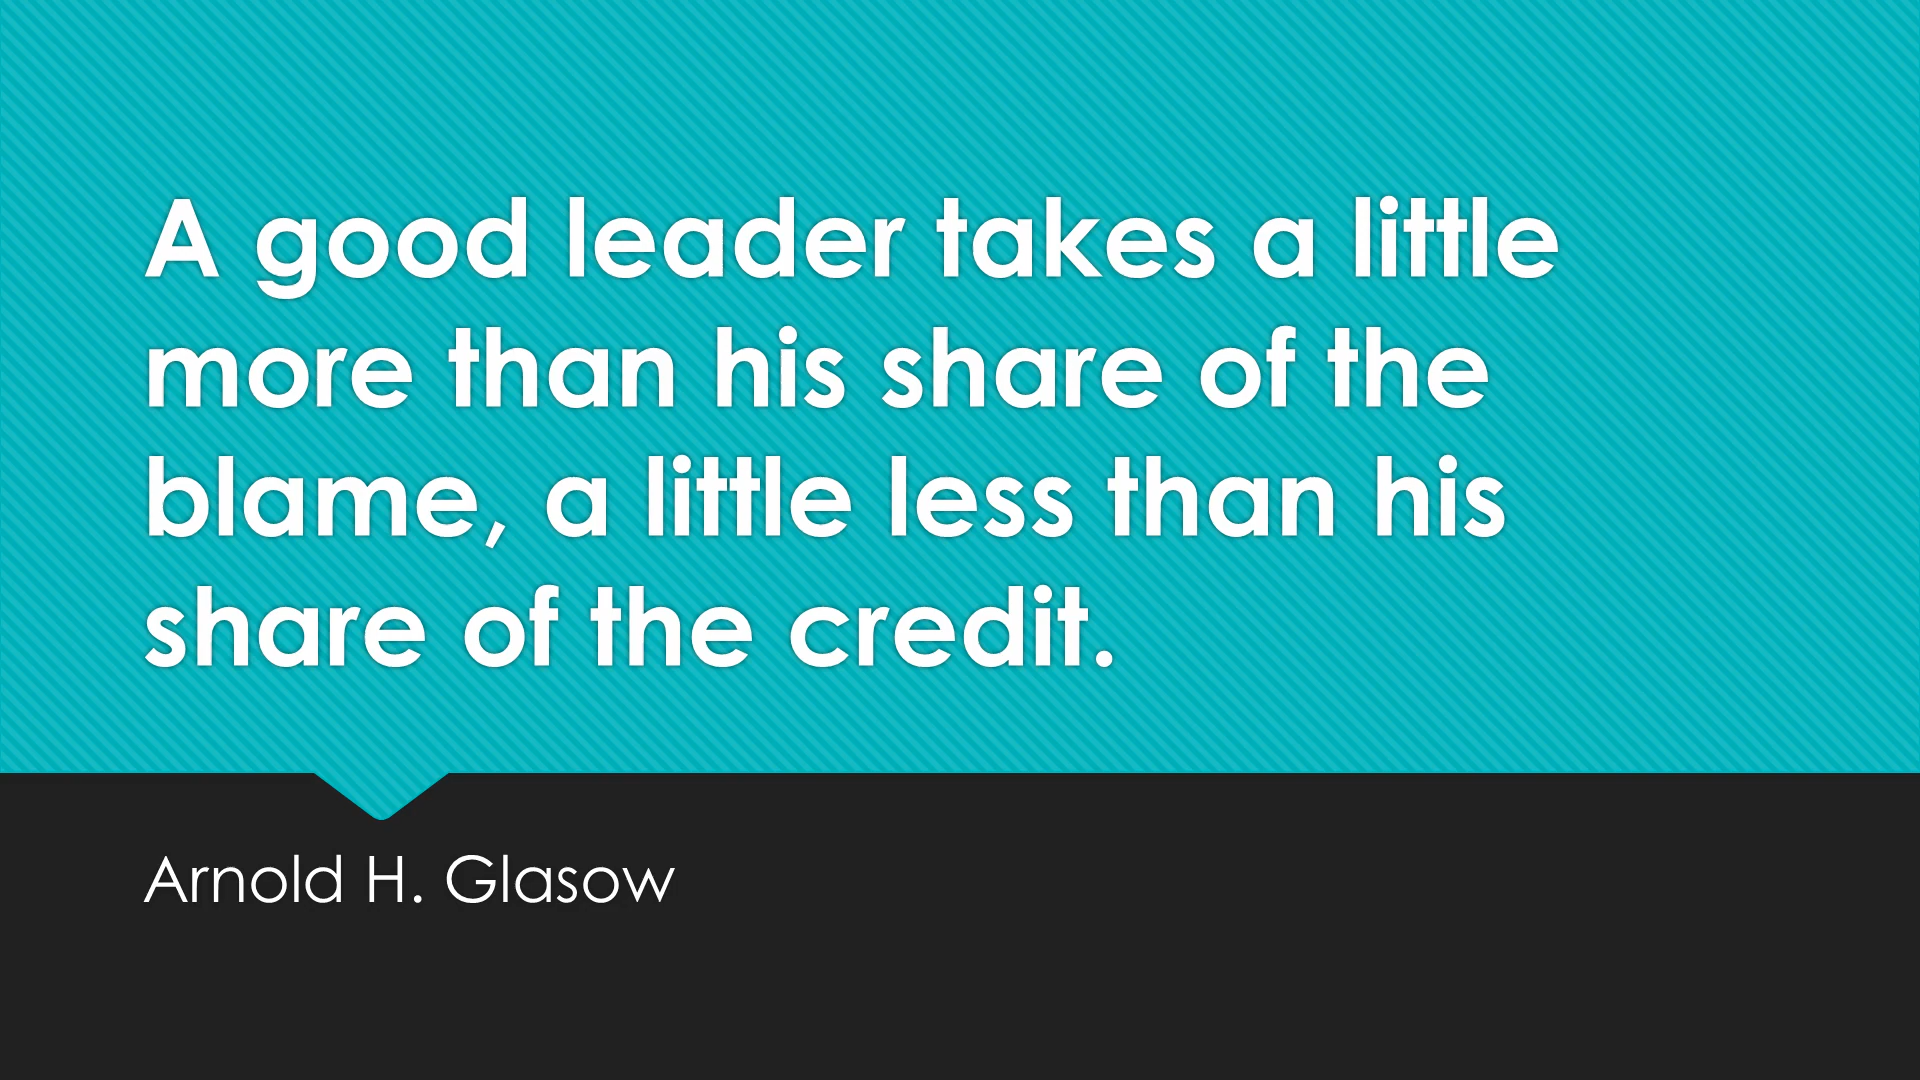 A good leader takes a little
more than his share of the
blame, a little less than his
share of the credit.
Arnold H. Glasow